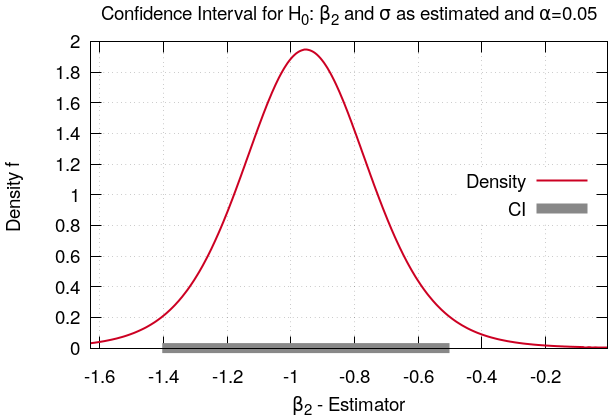 Confidence Interval for H₀: β₂ and σ as estimated and α=0.05
2
1.8
1.6
1.4
1.2
1
0.8
0.6
0.4
0.2
0
Density f
Density
CI
-1.6 -1.4 -1.2 -1 -0.8 -0.6 -0.4 -0.2
β₂ - Estimator